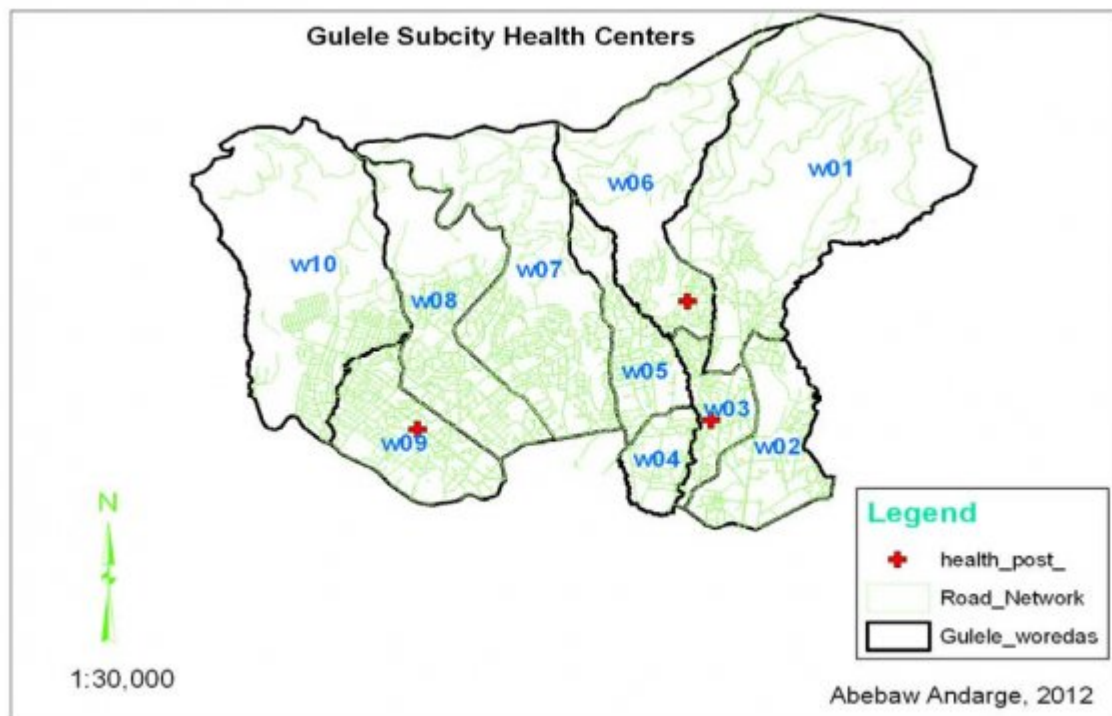 Gulele Subcity Health Centers
w01
w06
w10
w07
w08
w05
w03
w09
w02
w04
N
Legend
health_post_
Road_Network
Gulele_woredas
1:30,000
Abebaw Andarge, 2012